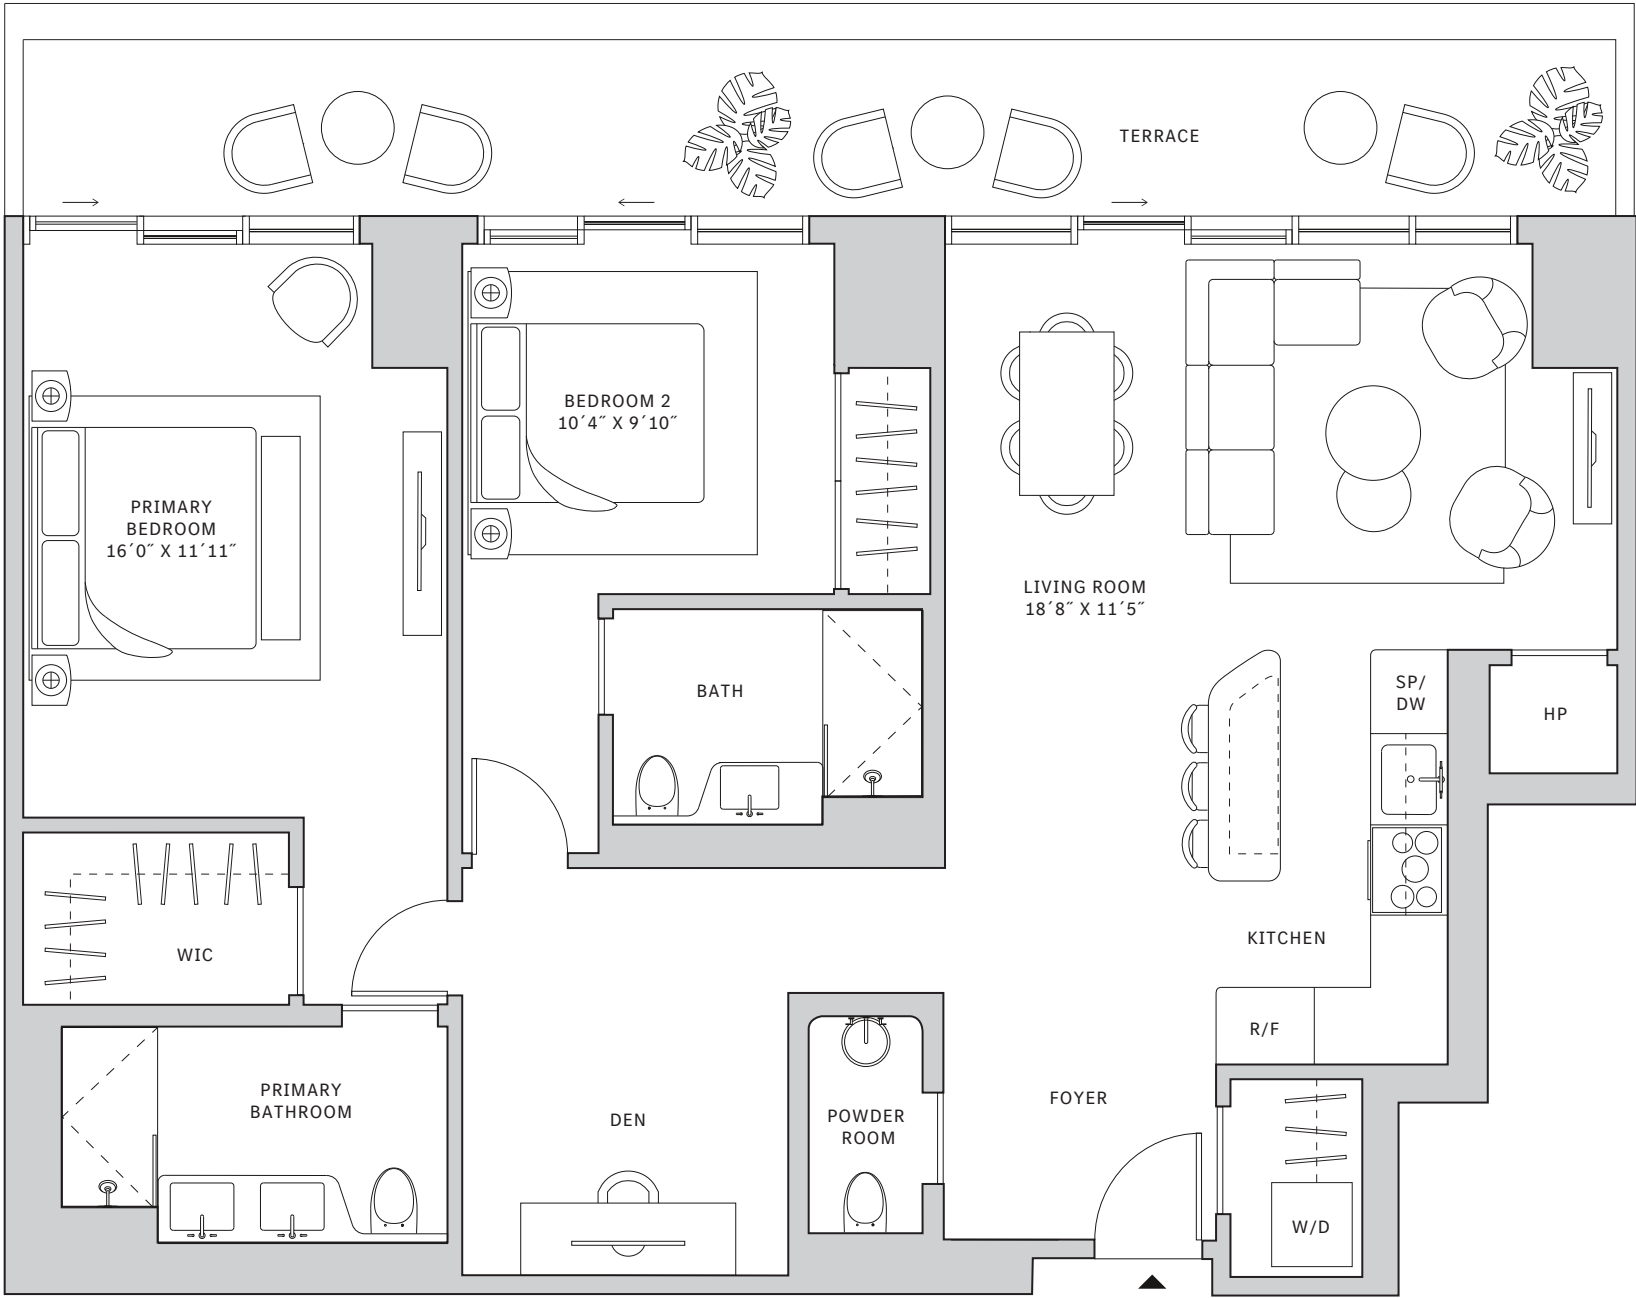 TERRACE
BEDROOM 2
10´4˝ X 9´10˝
PRIMARY
BEDROOM
16´0˝ X 11´11˝
LIVING ROOM
18´8˝ X 11´5˝
BATH
SP/
DW
HP
WIC
KITCHEN
R/F
PRIMARY
BATHROOM
DEN
POWDER
ROOM
FOYER
W/D